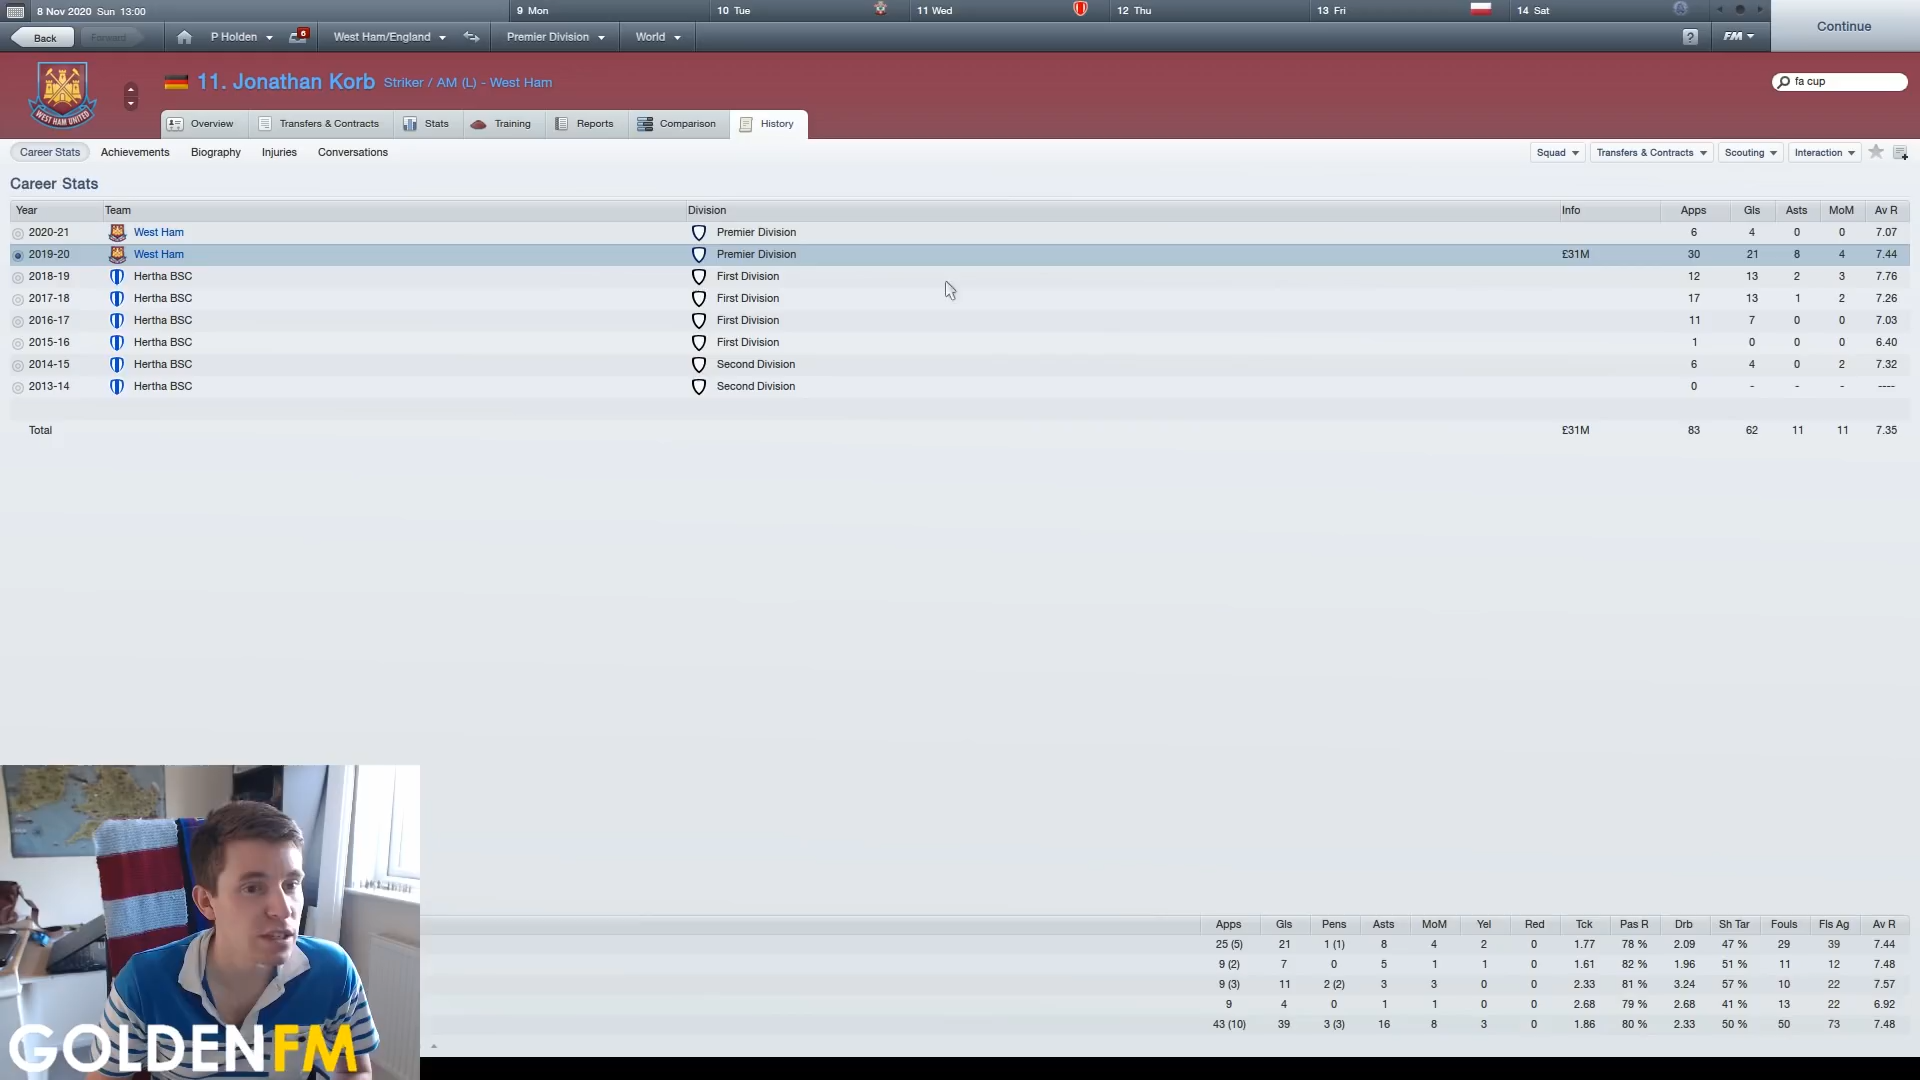 8 Nov 2020 Sun 13:00 9 Mon 10 Tue 11 Wed 12 Thu 13 Fri 14 Sat Continue
Back Forward P Holden 6 West Ham/England Premier Division World ? FM
WEST HAM UNITED
11. Jonathan Korb Striker / AM (L) - West Ham fa cup
Overview Transfers & Contracts Stats Training Reports Comparison History
Career Stats Achievements Biography Injuries Conversations Squad Transfers & Contracts Scouting Interaction
Career Stats
Year Team Division Info Apps Gls Asts MoM Av R
2020-21 West Ham Premier Division 6 4 0 0 7.07
2019-20 West Ham Premier Division £31M 30 21 8 4 7.44
2018-19 Hertha BSC First Division 12 13 2 3 7.76
2017-18 Hertha BSC First Division 17 13 1 2 7.26
2016-17 Hertha BSC First Division 11 7 0 0 7.03
2015-16 Hertha BSC First Division 1 0 0 0 6.40
2014-15 Hertha BSC Second Division 6 4 0 2 7.32
2013-14 Hertha BSC Second Division 0 - - - ----
Total £31M 83 62 11 11 7.35
Apps Gls Pens Asts MoM Yel Red Tck Pas R Drb Sh Tar Fouls Fls Ag Av R
25 (5) 21 1 (1) 8 4 2 0 1.77 78 % 2.09 47 % 29 39 7.44
9 (2) 7 0 5 1 1 0 1.61 82 % 1.96 51 % 11 12 7.48
9 (3) 11 2 (2) 3 3 0 0 2.33 81 % 3.24 57 % 10 22 7.57
9 4 0 1 1 0 0 2.68 79 % 2.68 41 % 13 22 6.92
43 (10) 39 3 (3) 16 8 3 0 1.86 80 % 2.33 50 % 50 73 7.48
GOLDENFM